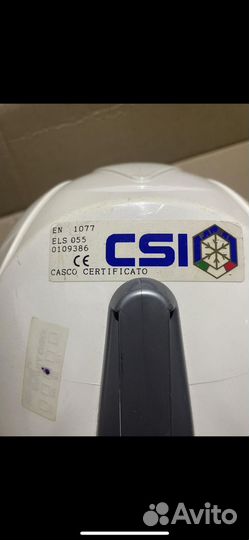 EN 1077
ELS 055
0109386
CE
CASCO CERTIFICATO
CSI
Avito